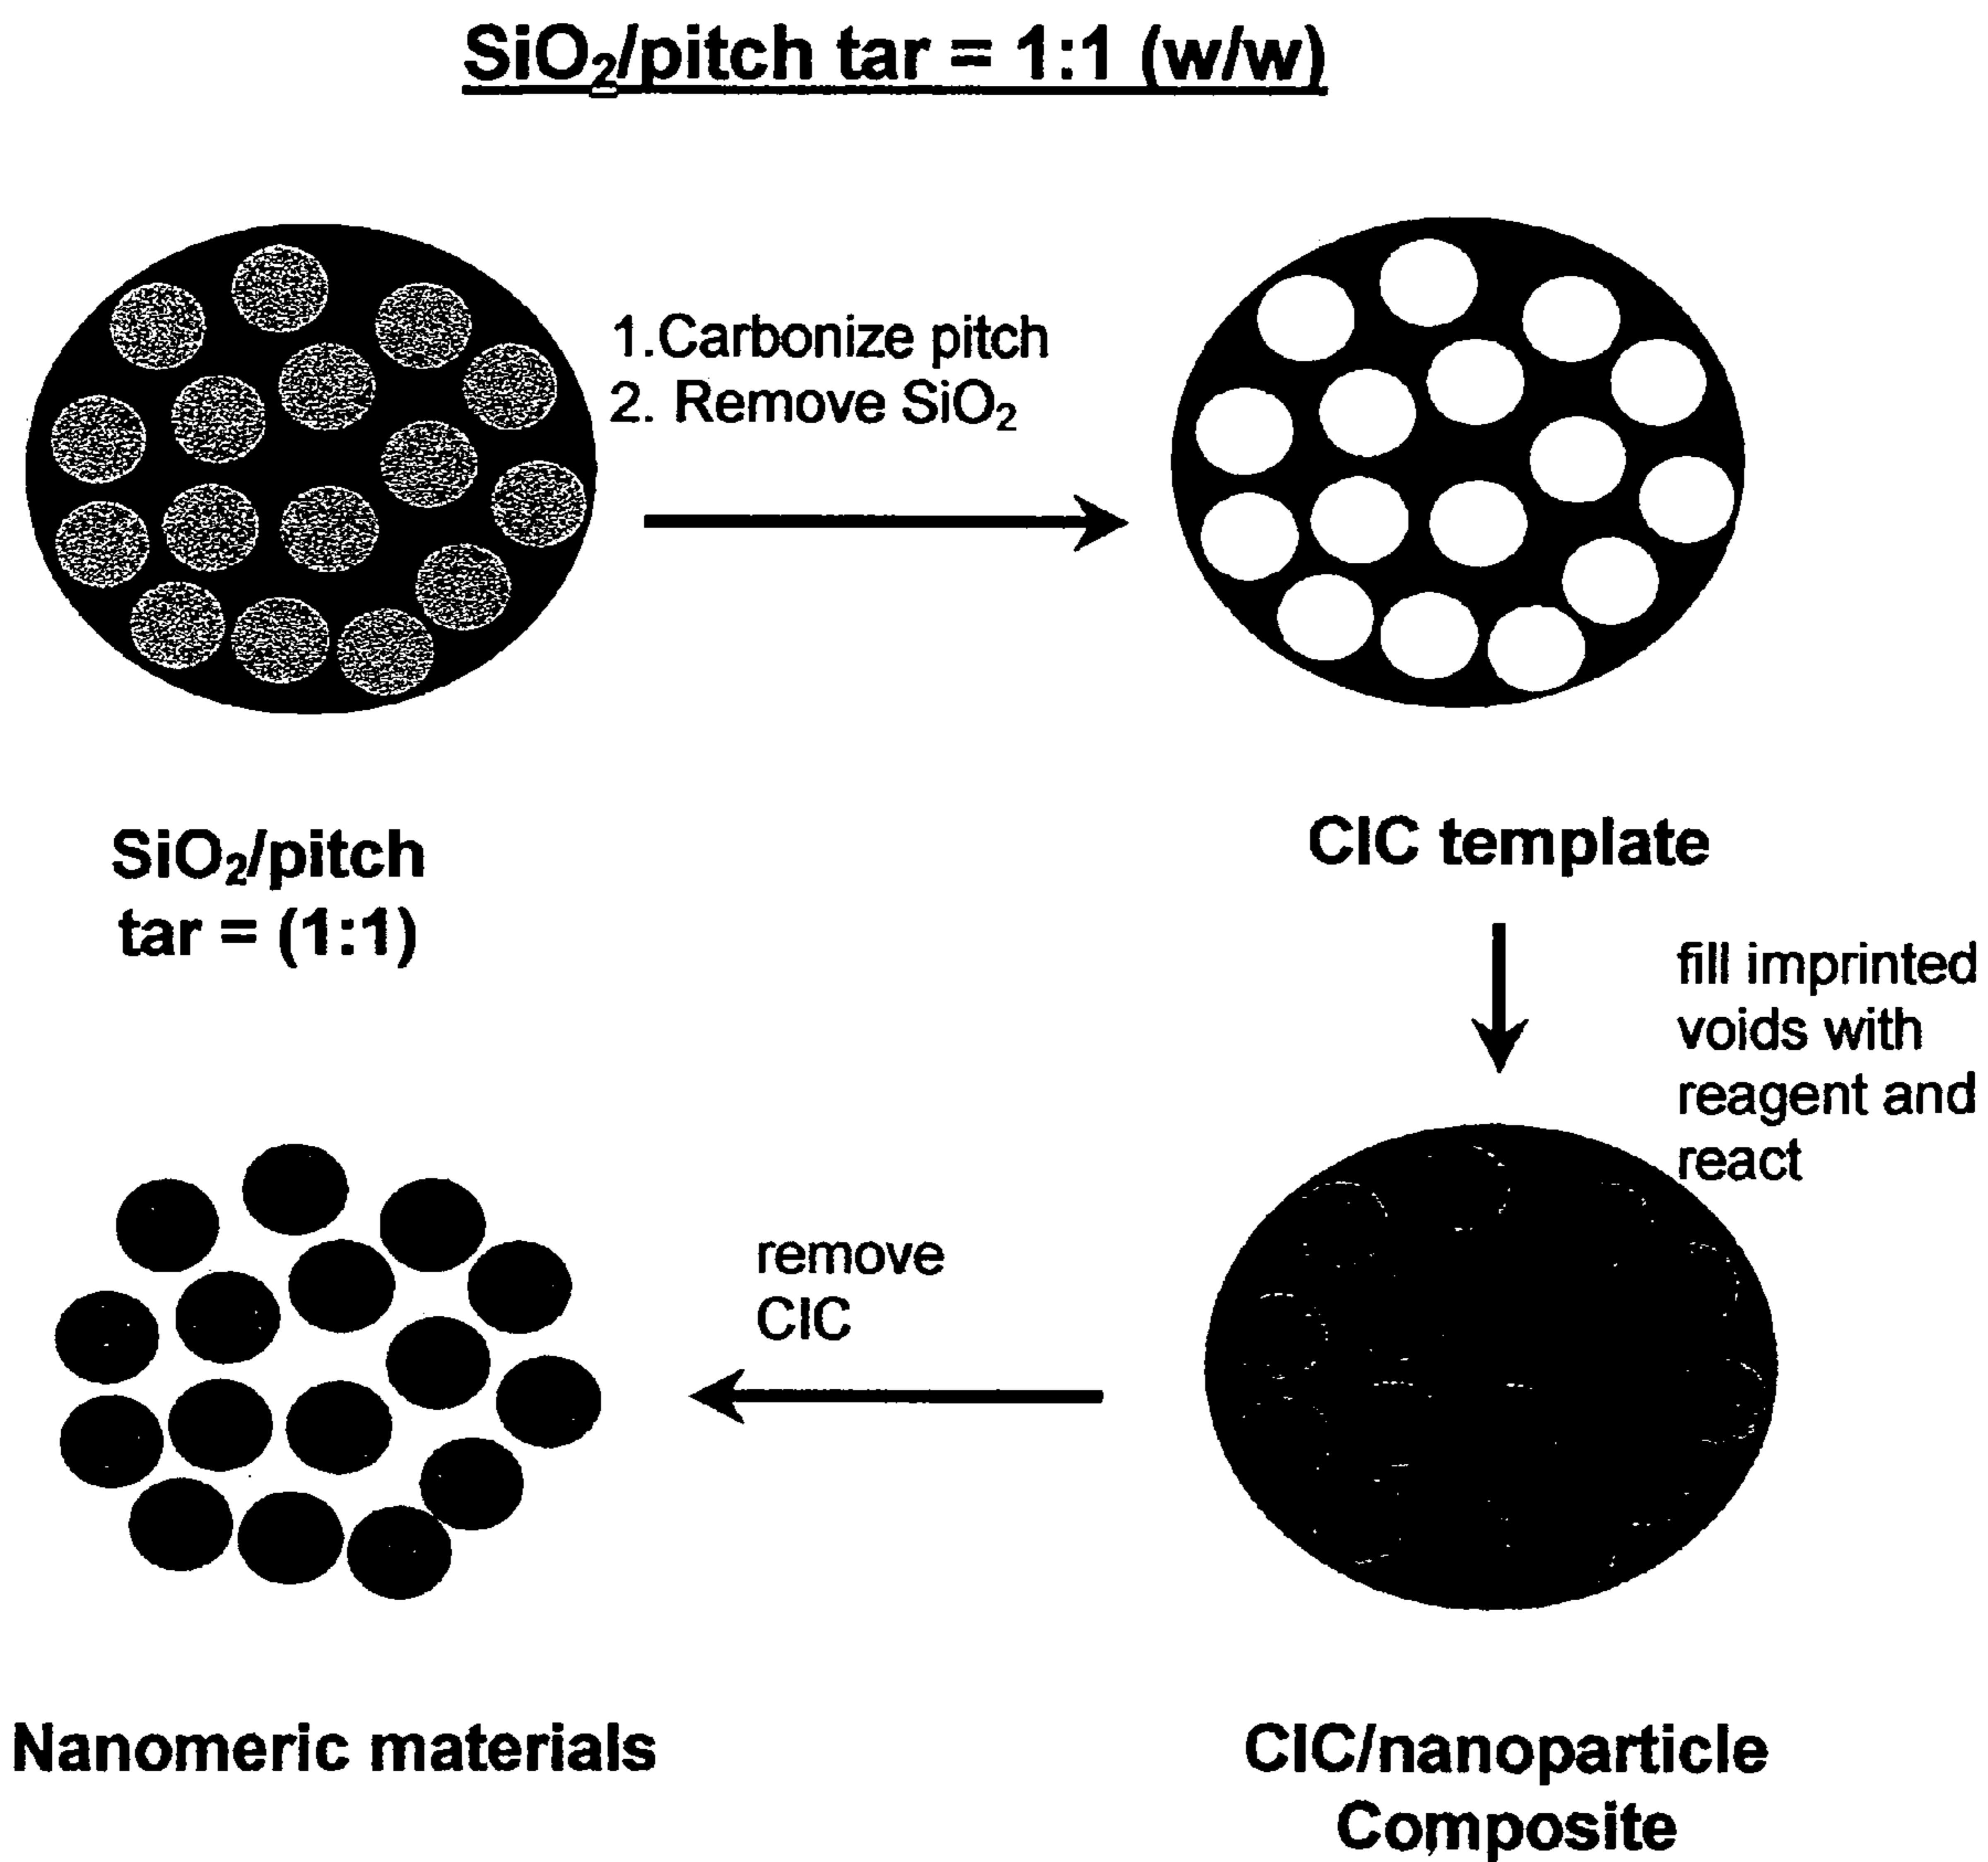 SiO₂/pitch tar = 1:1 (w/w)
1.Carbonize pitch
2. Remove SiO₂
SiO₂/pitch
tar = (1:1)
CIC template
fill imprinted
voids with
reagent and
react
remove
CIC
Nanomeric materials
CIC/nanoparticle
Composite